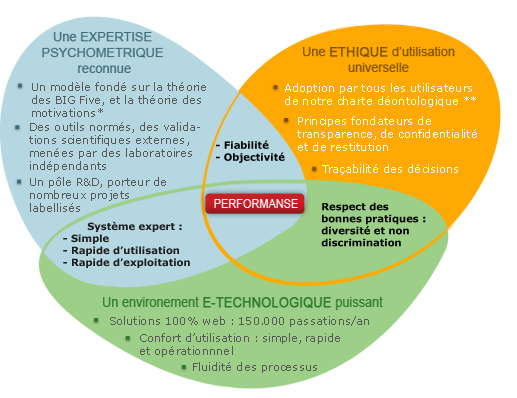 Une EXPERTISE
PSYCHOMETRIQUE
reconnue
Un modèle fondé sur la théorie
des BIG Five, et la théorie des
motivations*
Des outils normés, des valida-
tions scientifiques externes,
menées par des laboratoires
indépendants
Un pôle R&D, porteur de
nombreux projets
labellisés
Une ETHIQUE d'utilisation
universelle
Adoption par tous les utilisateurs
de notre charte déontologique **
Principes fondateurs de
transparence, de confidentialité
et de restitution
Traçabilité des décisions
- Fiabilité
- Objectivité
PERFORMANSE
Système expert :
- Simple
- Rapide d'utilisation
- Rapide d'exploitation
Respect des
bonnes pratiques :
diversité et non
discrimination
Un environement E-TECHNOLOGIQUE puissant
Solutions 100% web : 150.000 passations/an
Confort d'utilisation : simple, rapide
et opérationnnel
Fluidité des processus